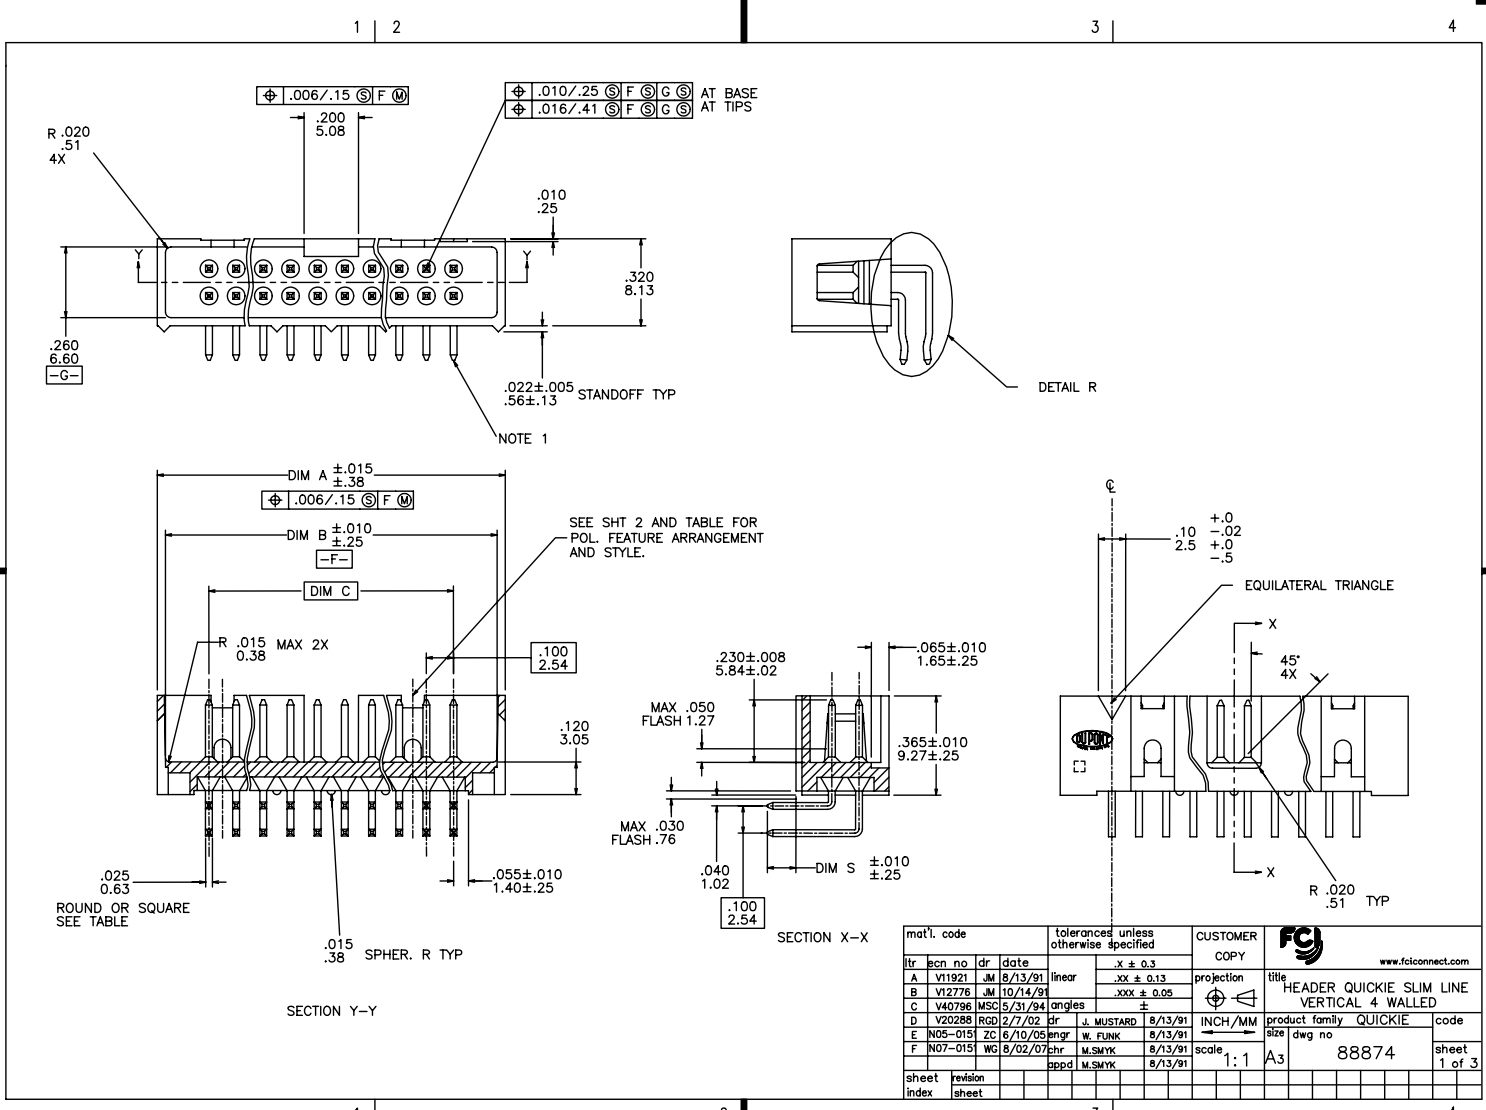 1 2 3 4
⌖ .006/.15 Ⓢ F Ⓜ
⌖ .010/.25 Ⓢ F Ⓢ G Ⓢ AT BASE
⌖ .016/.41 Ⓢ F Ⓢ G Ⓢ AT TIPS
.200
5.08
R .020
.51
4X
.010
.25
Y Y
.320
8.13
.260
6.60
-G-
.022±.005
.56±.13
STANDOFF TYP
NOTE 1
DETAIL R
DIM A ±.015
±.38
⌖ .006/.15 Ⓢ F Ⓜ
DIM B ±.010
±.25
-F-
DIM C
SEE SHT 2 AND TABLE FOR
POL. FEATURE ARRANGEMENT
AND STYLE.
R .015 MAX 2X
0.38
.100
2.54
.120
3.05
.025
0.63
ROUND OR SQUARE
SEE TABLE
.055±.010
1.40±.25
.015
.38
SPHER. R TYP
SECTION Y-Y
.230±.008
5.84±.02
.065±.010
1.65±.25
MAX .050
FLASH 1.27
.365±.010
9.27±.25
MAX .030
FLASH .76
.040
1.02
DIM S ±.010
±.25
.100
2.54
SECTION X-X
℄
.10 +.0
-.02
2.5 +.0
-.5
EQUILATERAL TRIANGLE
X
45°
4X
DUPONT
X
R .020
.51
TYP
mat'l. code
tolerances unless
otherwise specified
CUSTOMER
COPY
FCI
www.fciconnect.com
ltr ecn no dr date
A V11921 JM 8/13/91
B V12776 JM 10/14/91
C V40796 MSC 5/31/94
D V20288 RGD 2/7/02
E N05-0151 ZC 6/10/05
F N07-0151 WG 8/02/07
linear
.X ± 0.3
.XX ± 0.13
.XXX ± 0.05
angles ±
dr J. MUSTARD 8/13/91
engr W. FUNK 8/13/91
chr M.SMYK 8/13/91
appd M.SMYK 8/13/91
projection
INCH/MM
scale 1:1
title
HEADER QUICKIE SLIM LINE
VERTICAL 4 WALLED
product family QUICKIE
code
size A3
dwg no
88874
sheet
1 of 3
sheet
index
revision
sheet